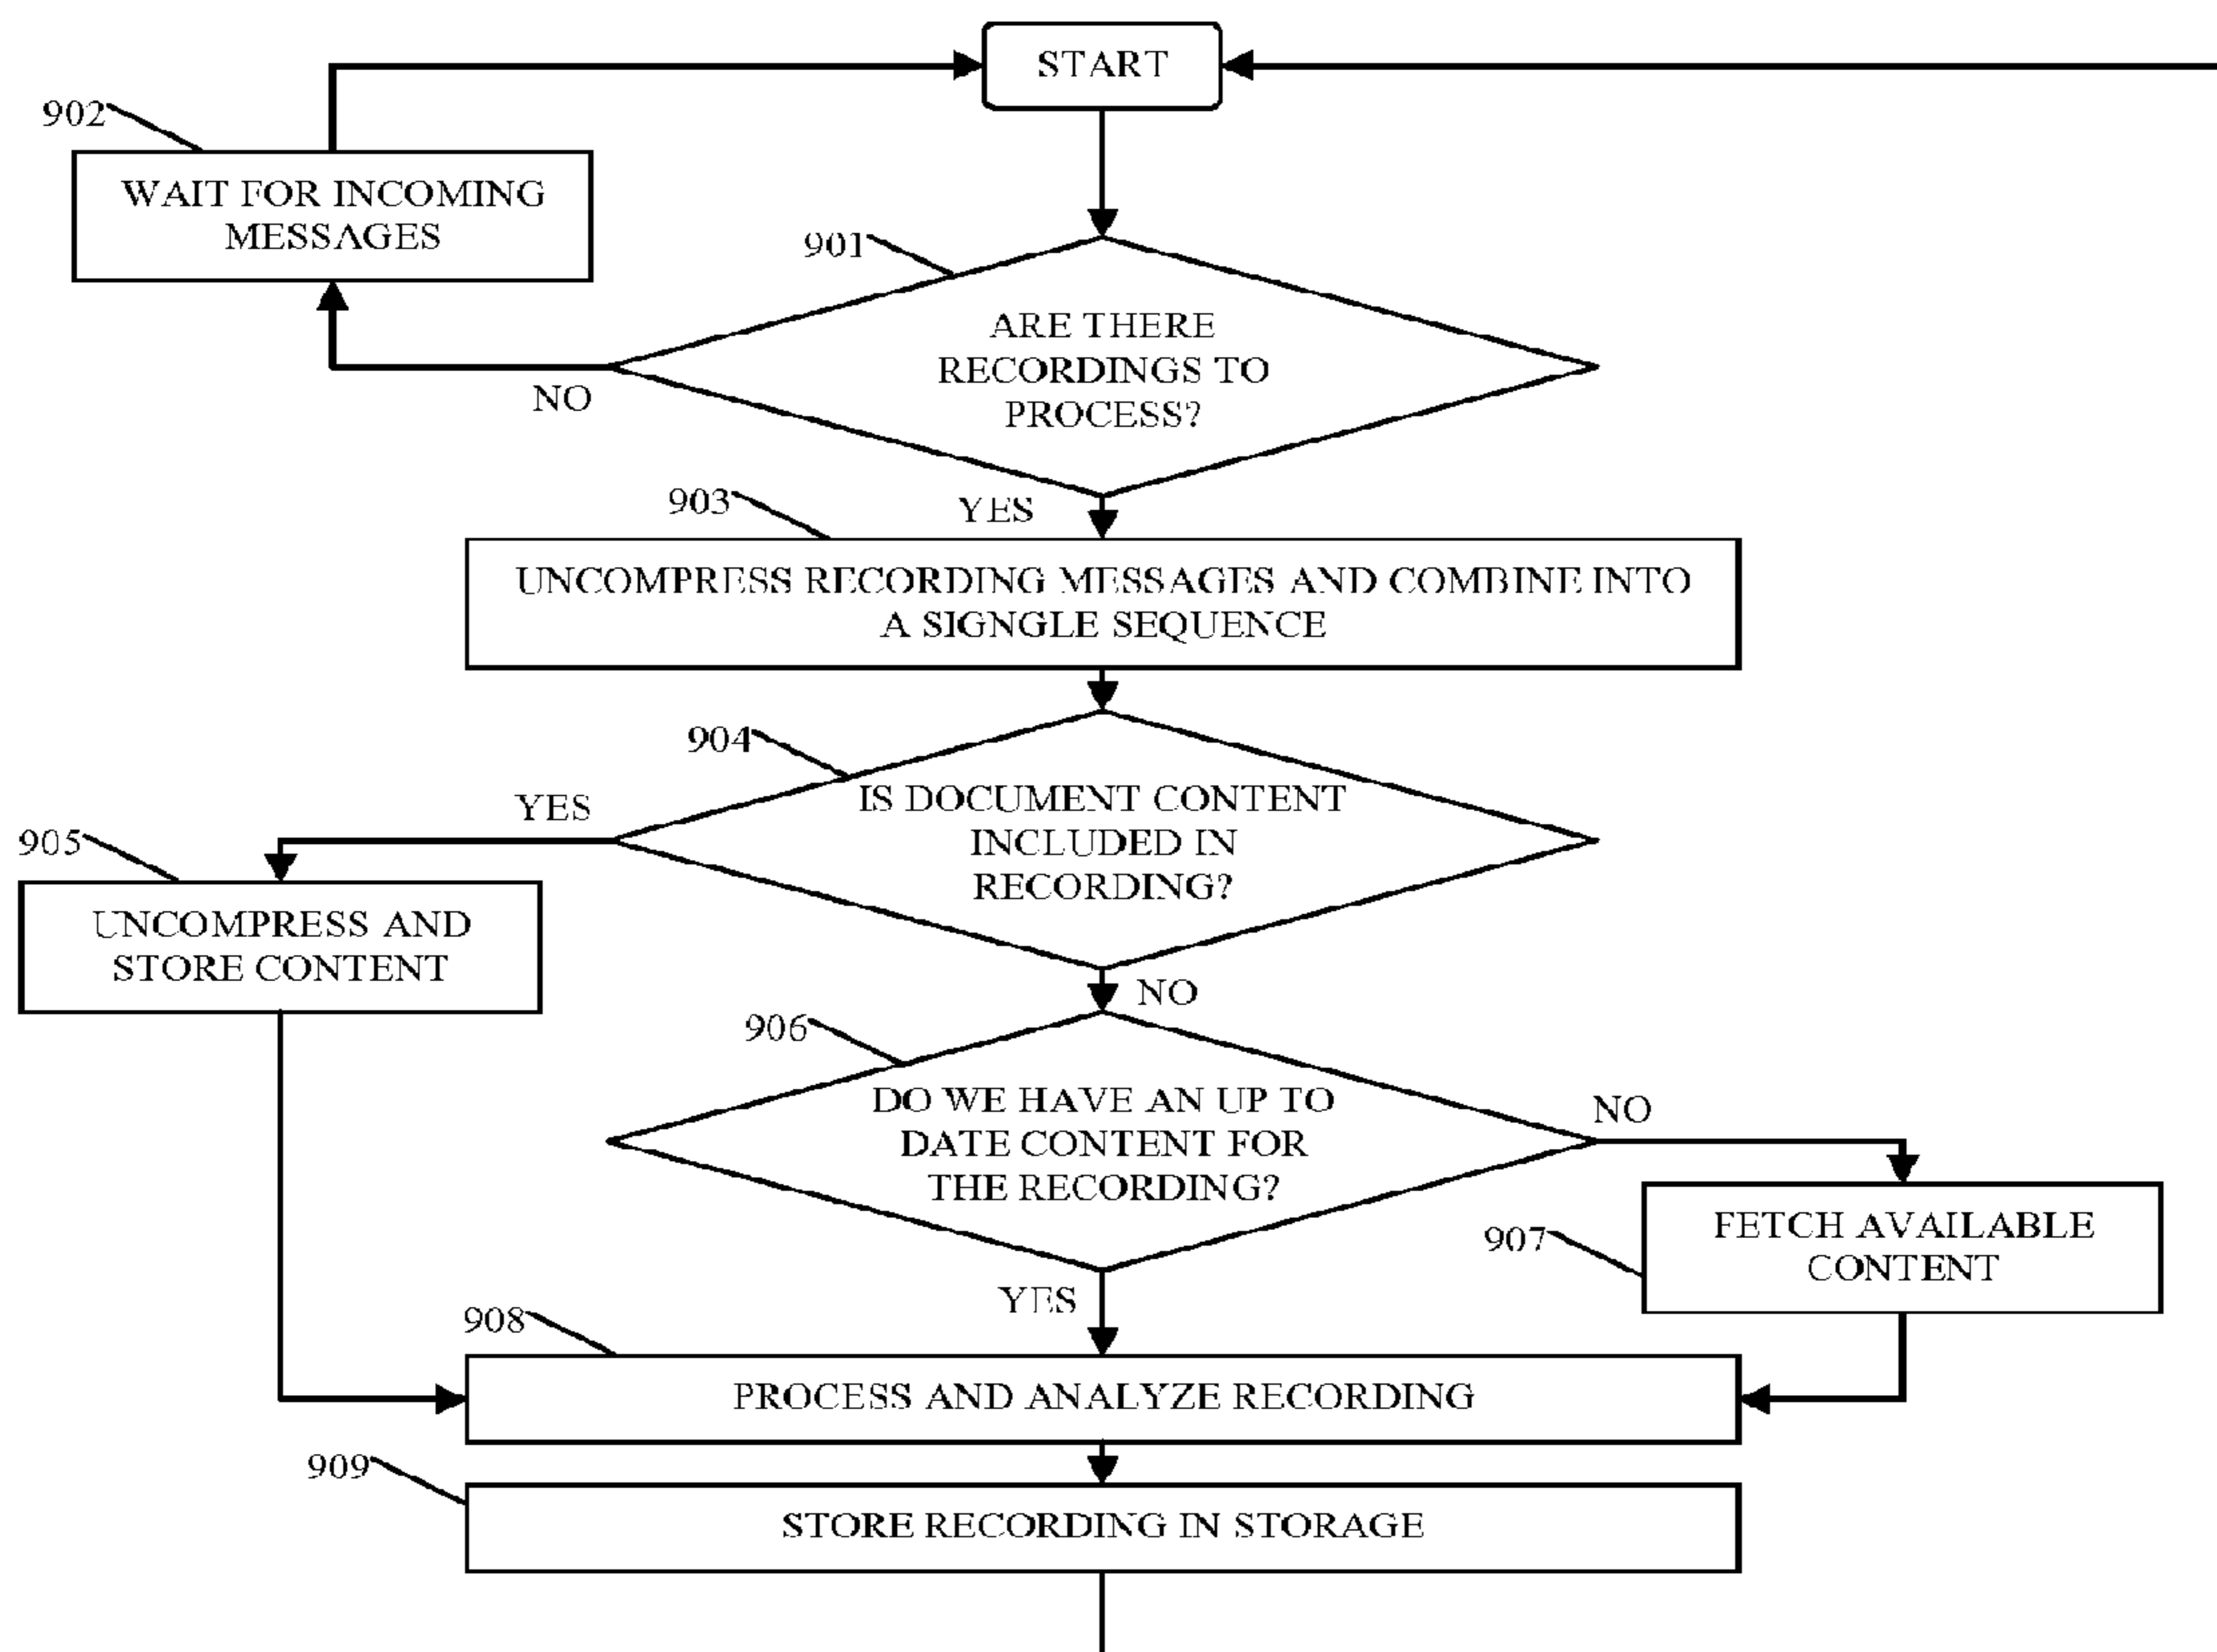 START
902
WAIT FOR INCOMING
MESSAGES
901
ARE THERE
RECORDINGS TO
PROCESS?
NO
903
YES
UNCOMPRESS RECORDING MESSAGES AND COMBINE INTO
A SIGNGLE SEQUENCE
904
IS DOCUMENT CONTENT
INCLUDED IN
RECORDING?
YES
905
UNCOMPRESS AND
STORE CONTENT
NO
906
DO WE HAVE AN UP TO
DATE CONTENT FOR
THE RECORDING?
NO
907
FETCH AVAILABLE
CONTENT
YES
908
PROCESS AND ANALYZE RECORDING
909
STORE RECORDING IN STORAGE